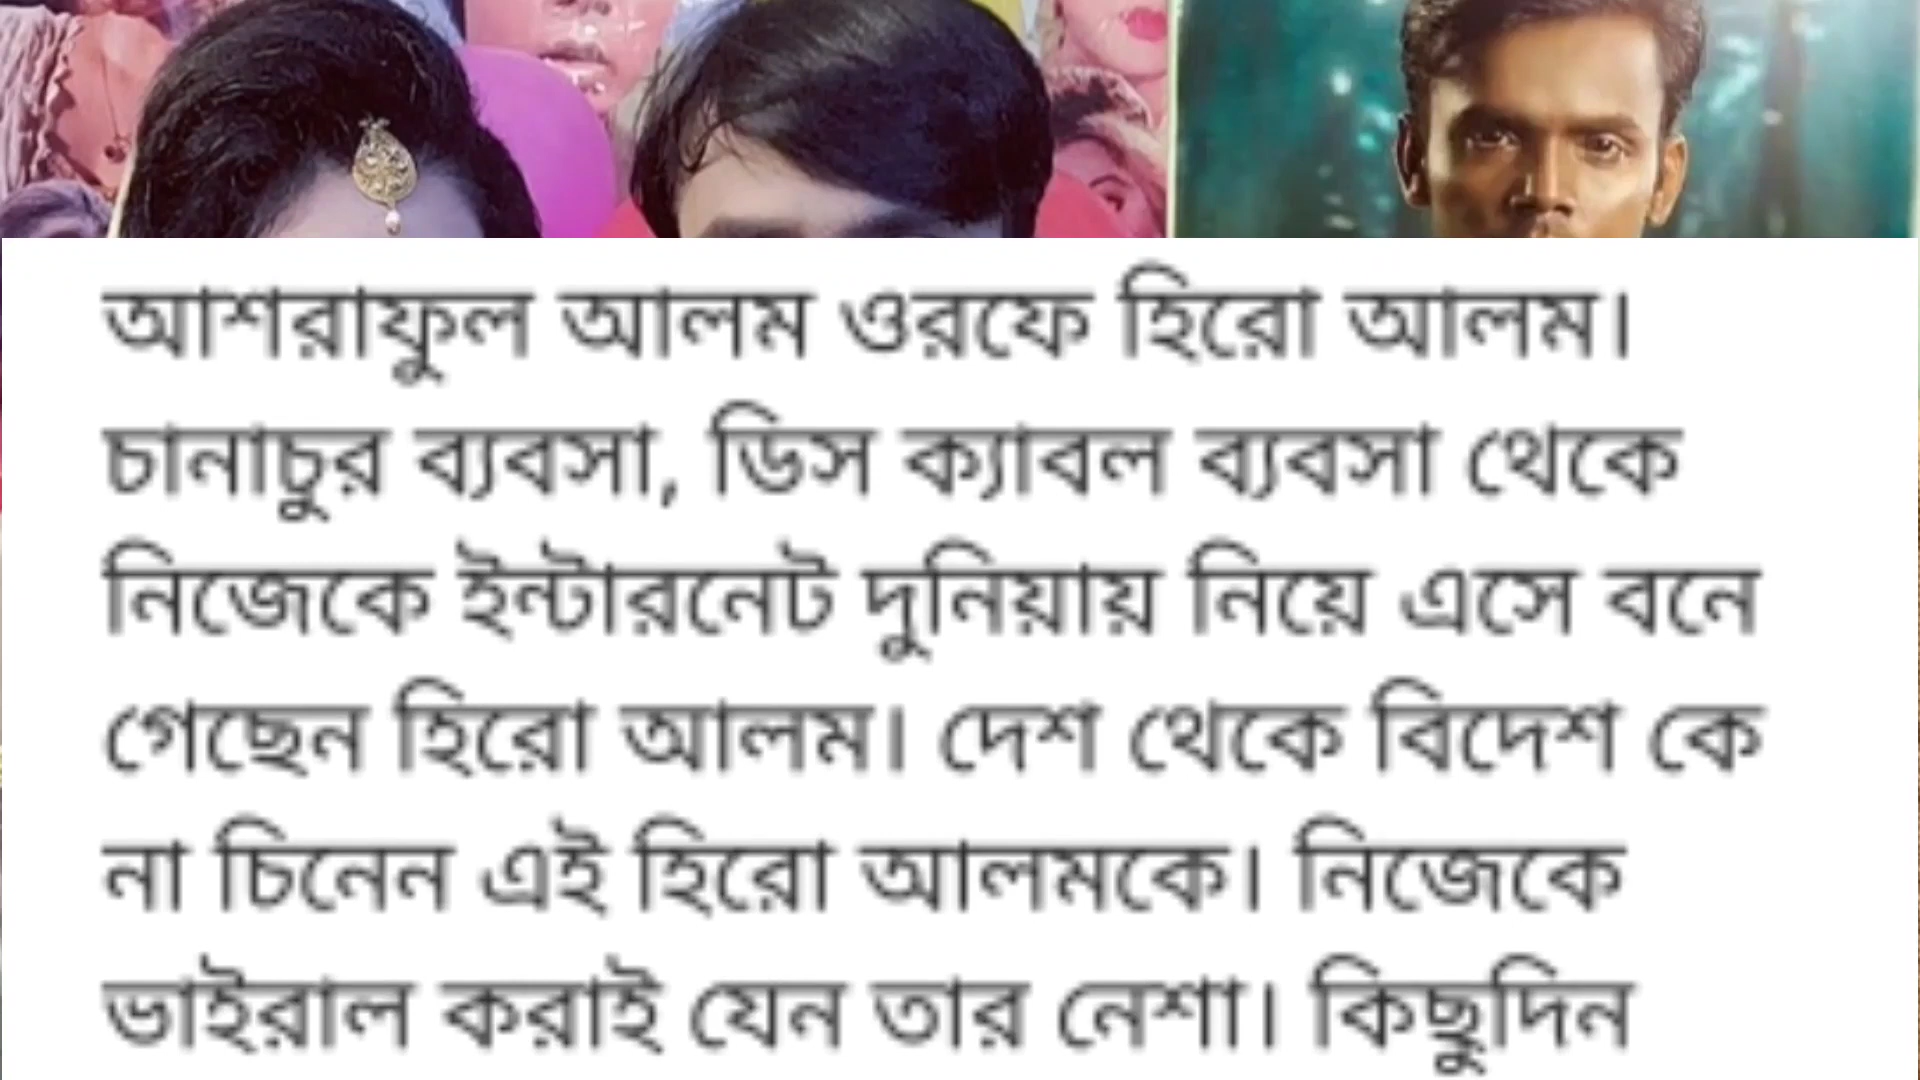 আশরাফুল আলম ওরফে হিরো আলম।
চানাচুর ব্যবসা, ডিস ক্যাবল ব্যবসা থেকে
নিজেকে ইন্টারনেট দুনিয়ায় নিয়ে এসে বনে
গেছেন হিরো আলম। দেশ থেকে বিদেশ কে
না চিনেন এই হিরো আলমকে। নিজেকে
ভাইরাল করাই যেন তার নেশা। কিছুদিন